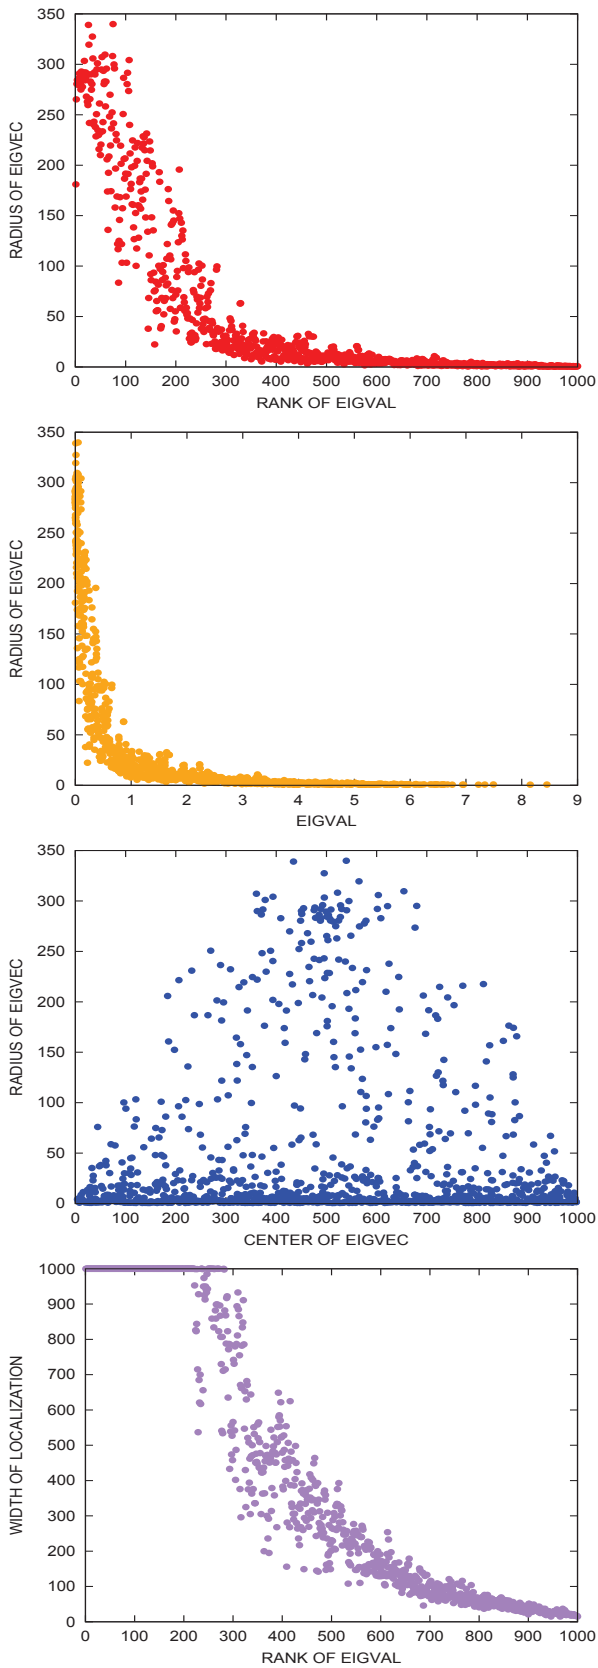 350
300
250
200
150
100
50
0
RADIUS OF EIGVEC
0 100 200 300 400 500 600 700 800 900 1000
RANK OF EIGVAL
350
300
250
200
150
100
50
0
RADIUS OF EIGVEC
0 1 2 3 4 5 6 7 8 9
EIGVAL
350
300
250
200
150
100
50
0
RADIUS OF EIGVEC
0 100 200 300 400 500 600 700 800 900 1000
CENTER OF EIGVEC
1000
900
800
700
600
500
400
300
200
100
0
WIDTH OF LOCALIZATION
0 100 200 300 400 500 600 700 800 900 1000
RANK OF EIGVAL